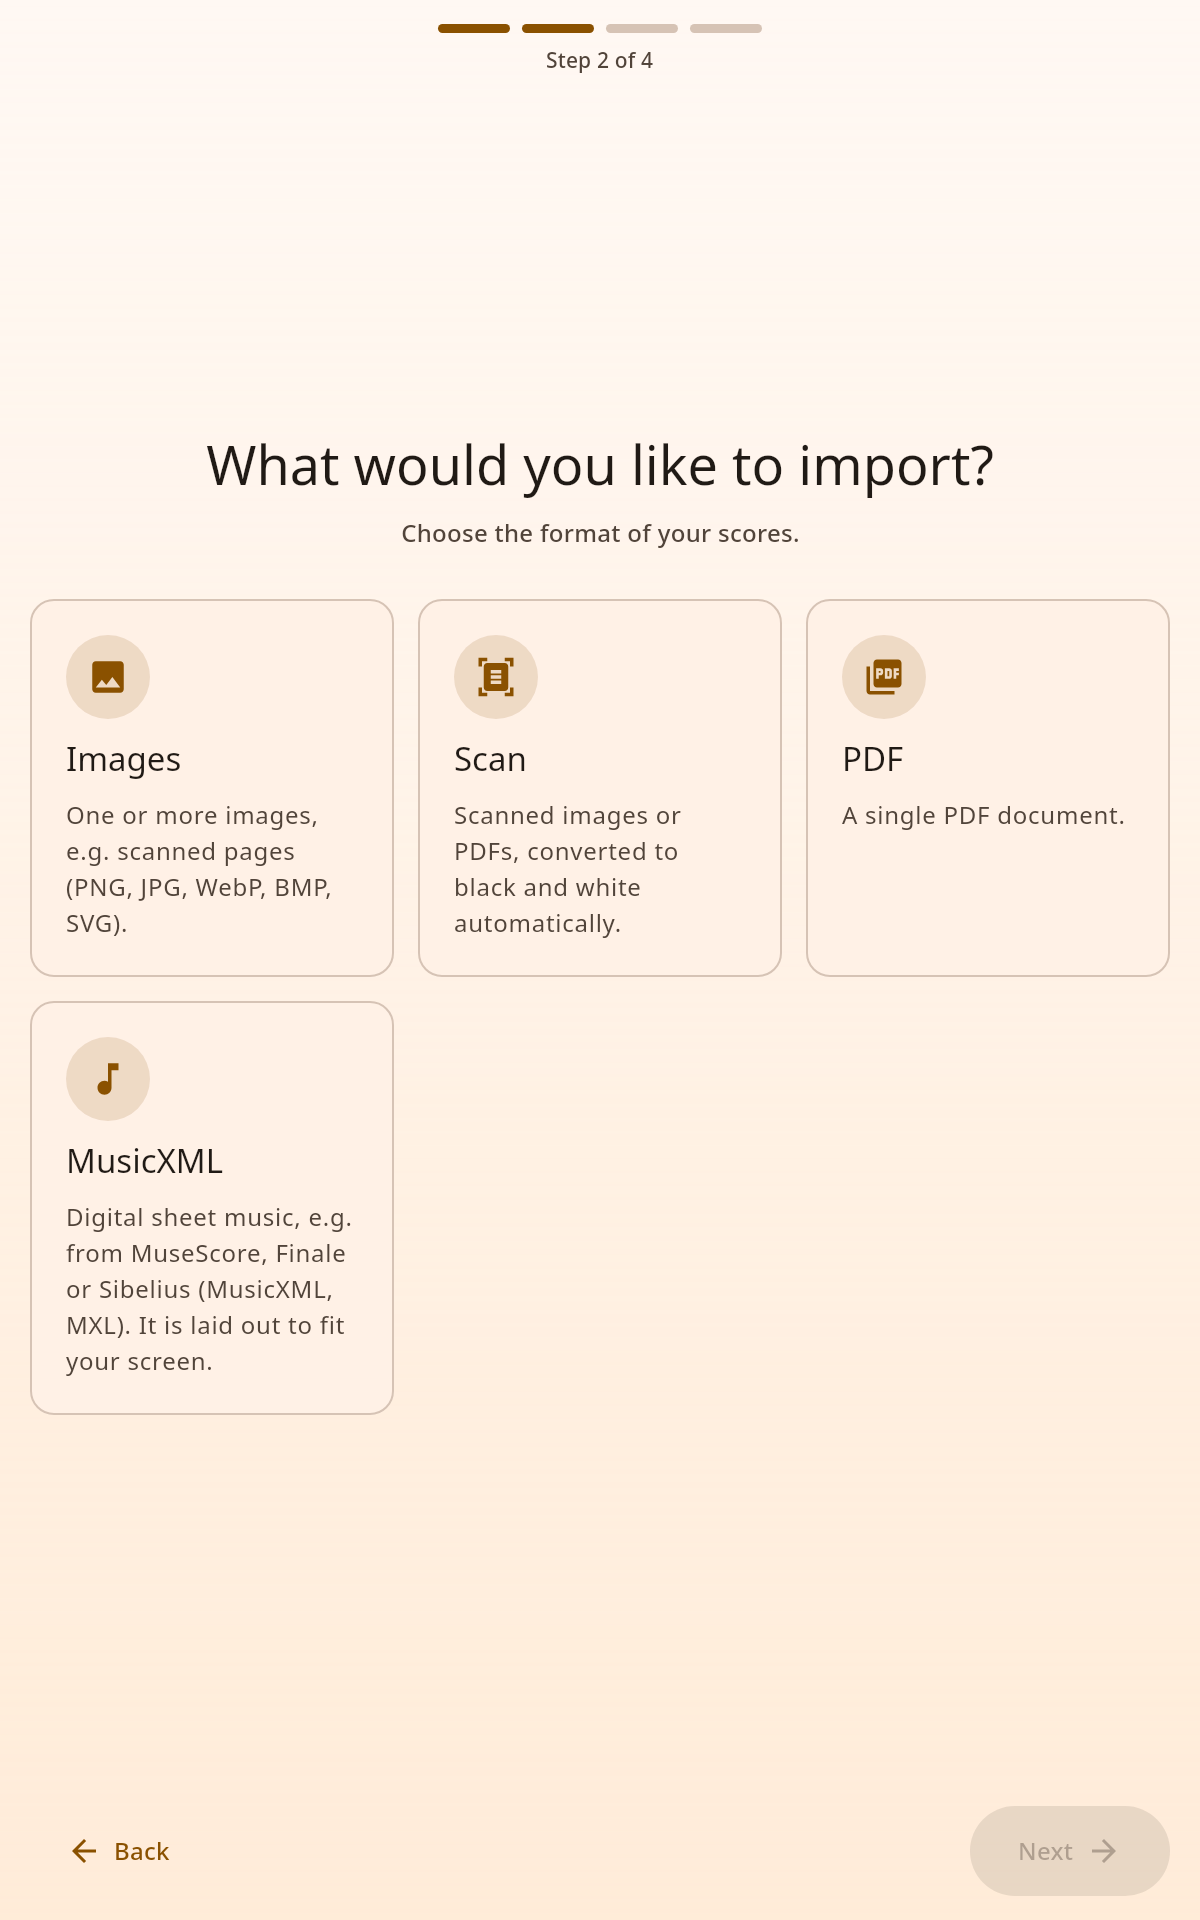 Step 2 of 4
What would you like to import?
Choose the format of your scores.
Images
One or more images,
e.g. scanned pages
(PNG, JPG, WebP, BMP,
SVG).
Scan
Scanned images or
PDFs, converted to
black and white
automatically.
PDF
PDF
A single PDF document.
MusicXML
Digital sheet music, e.g.
from MuseScore, Finale
or Sibelius (MusicXML,
MXL). It is laid out to fit
your screen.
Back
Next